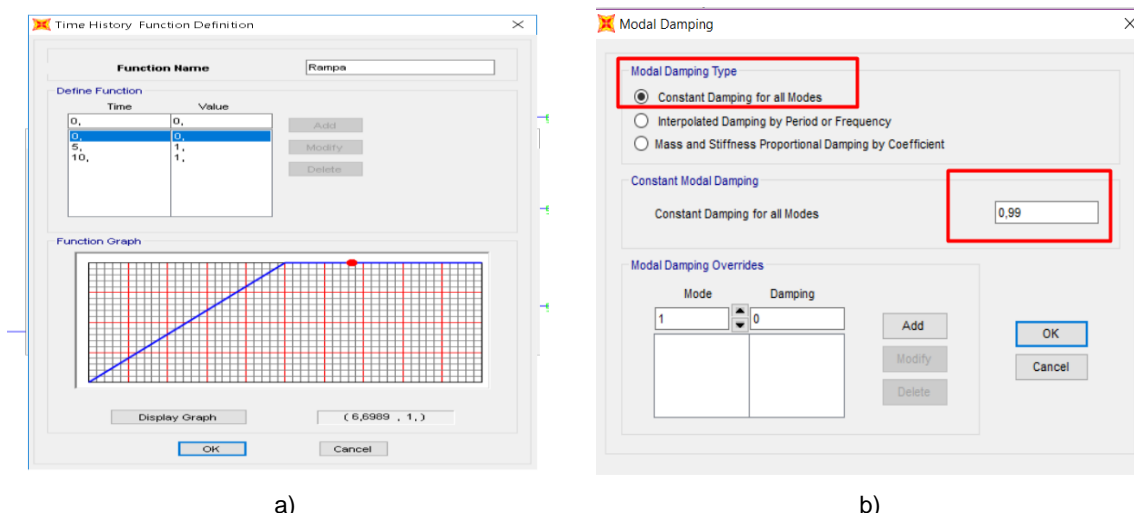 Time History Function Definition
Function Name
Rampa
Define Function
Time Value
0, 0,
0, 0,
5, 1,
10, 1,
Add
Modify
Delete
Function Graph
Display Graph
( 6,6989 , 1,)
OK
Cancel
a)
Modal Damping
Modal Damping Type
Constant Damping for all Modes
Interpolated Damping by Period or Frequency
Mass and Stiffness Proportional Damping by Coefficient
Constant Modal Damping
Constant Damping for all Modes
0,99
Modal Damping Overrides
Mode Damping
1 0
Add
Modify
Delete
OK
Cancel
b)